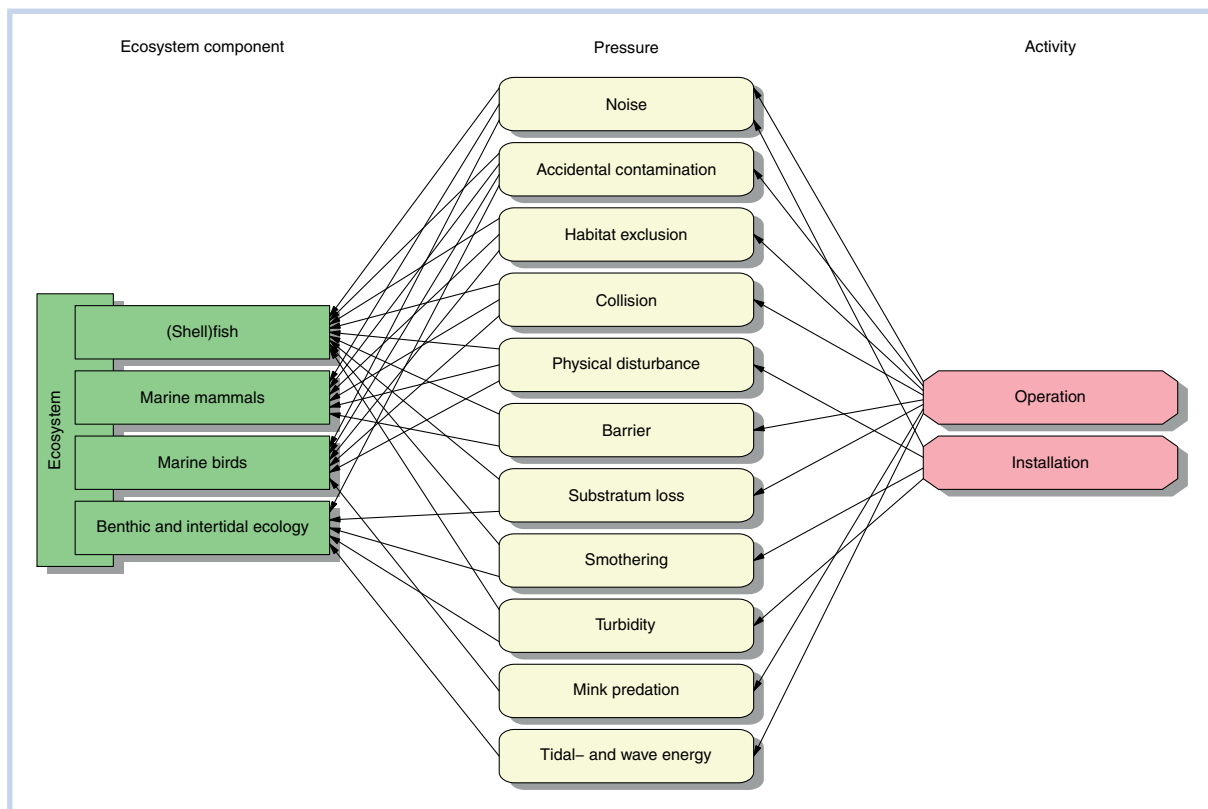 Ecosystem component
Pressure
Activity
Noise
Accidental contamination
Habitat exclusion
Collision
Physical disturbance
Barrier
Substratum loss
Smothering
Turbidity
Mink predation
Tidal– and wave energy
Ecosystem
(Shell)fish
Marine mammals
Marine birds
Benthic and intertidal ecology
Operation
Installation